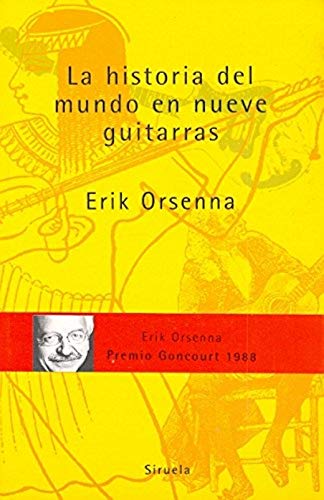 La historia del
mundo en nueve
guitarras
Erik Orsenna
Erik Orsenna
Premio Goncourt 1988
Siruela